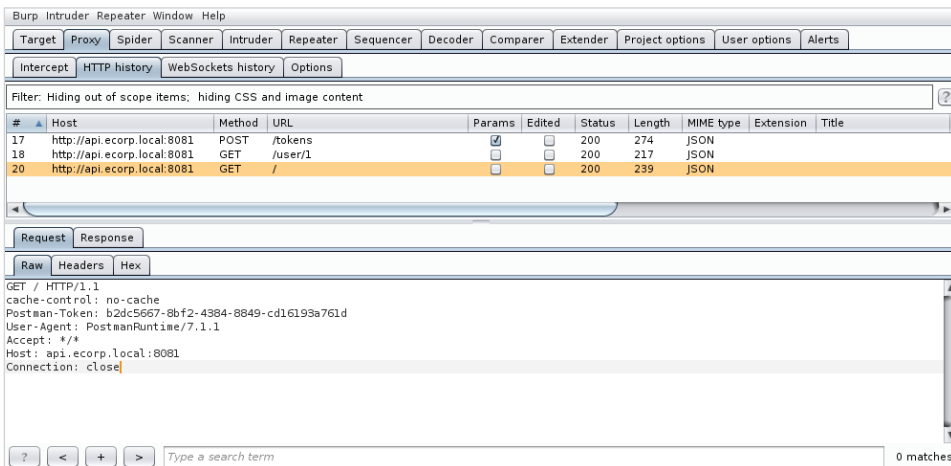 Burp Intruder Repeater Window Help
Target Proxy Spider Scanner Intruder Repeater Sequencer Decoder Comparer Extender Project options User options Alerts
Intercept HTTP history WebSockets history Options
Filter: Hiding out of scope items; hiding CSS and image content ?
# Host Method URL Params Edited Status Length MIME type Extension Title
17 http://api.ecorp.local:8081 POST /tokens 200 274 JSON
18 http://api.ecorp.local:8081 GET /user/1 200 217 JSON
20 http://api.ecorp.local:8081 GET / 200 239 JSON
Request Response
Raw Headers Hex
GET / HTTP/1.1
cache-control: no-cache
Postman-Token: b2dc5667-8bf2-4384-8849-cd16193a761d
User-Agent: PostmanRuntime/7.1.1
Accept: */*
Host: api.ecorp.local:8081
Connection: close
? < + > Type a search term 0 matches